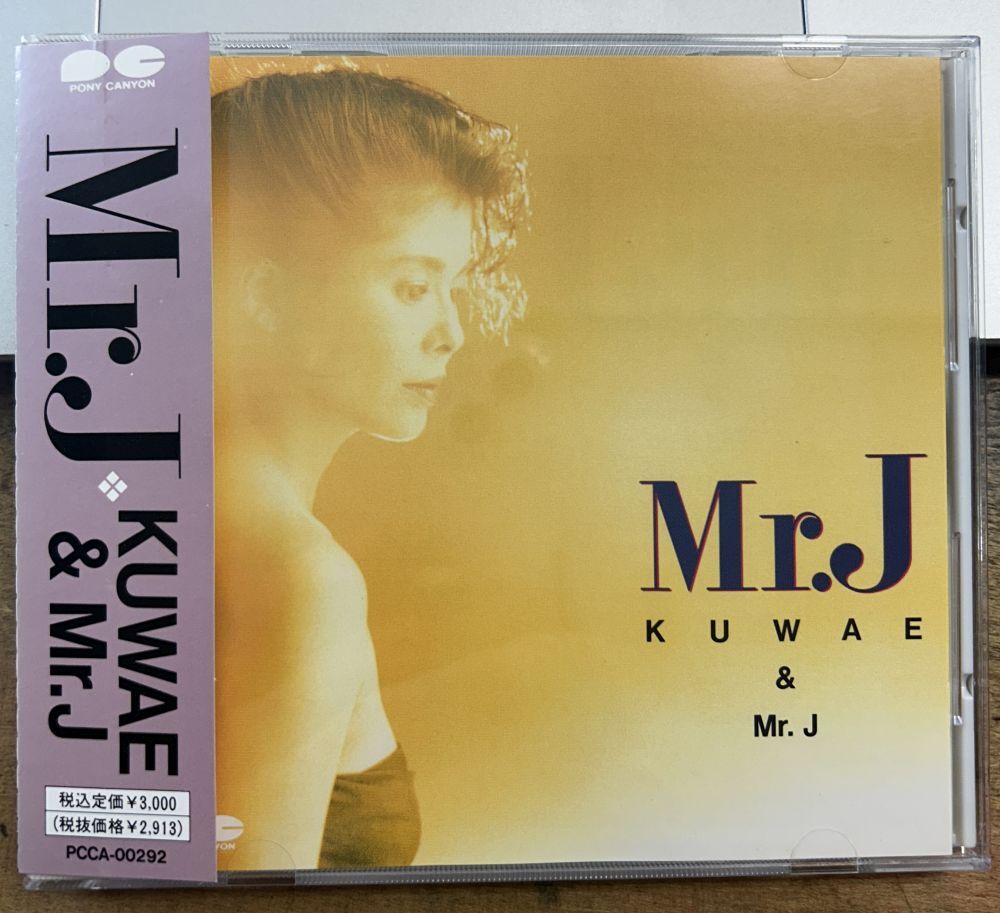 PONY CANYON
Mr.J
KUWAE
& Mr.J
税込定価¥3,000
(税抜価格¥2,913)
PCCA-00292
Mr.J
KUWAE
&
Mr. J
YON